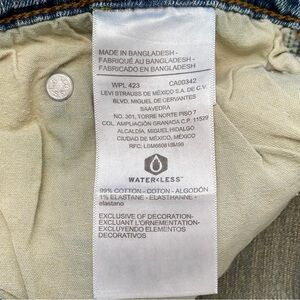 MADE IN BANGLADESH -
FABRIQUÉ AU BANGLADESH -
FABRICADO EN BANGLADESH
WPL 423 CA00342
LEVI STRAUSS DE MÉXICO S.A. DE C.V.
BLVD. MIGUEL DE CERVANTES
SAAVEDRA
NO. 301, TORRE NORTE PISO 7
COL. AMPLIACIÓN GRANADA C.P. 11529
ALCALDÍA. MIGUEL HIDALGO
CIUDAD DE MÉXICO, MÉXICO
RFC:
WATER<LESS™
99% COTTON - COTON - ALGODÓN
1% ELASTANE - ELASTHANNE -
elastano
EXCLUSIVE OF DECORATION-
EXCLUANT L'ORNEMENTATION-
EXCLUYENDO ELEMENTOS
DECORATIVOS